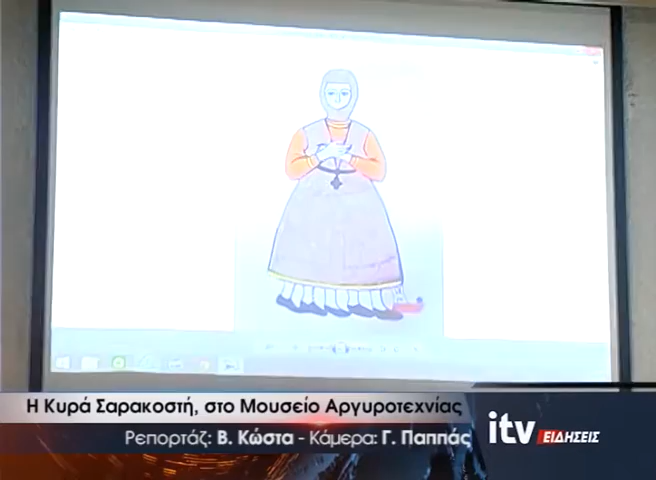 Η Κυρά Σαρακοστή, στο Μουσείο Αργυροτεχνίας
Ρεπορτάζ: Β. Κώστα - Κάμερα: Γ. Παππάς
itv ΕΙΔΗΣΕΙΣ